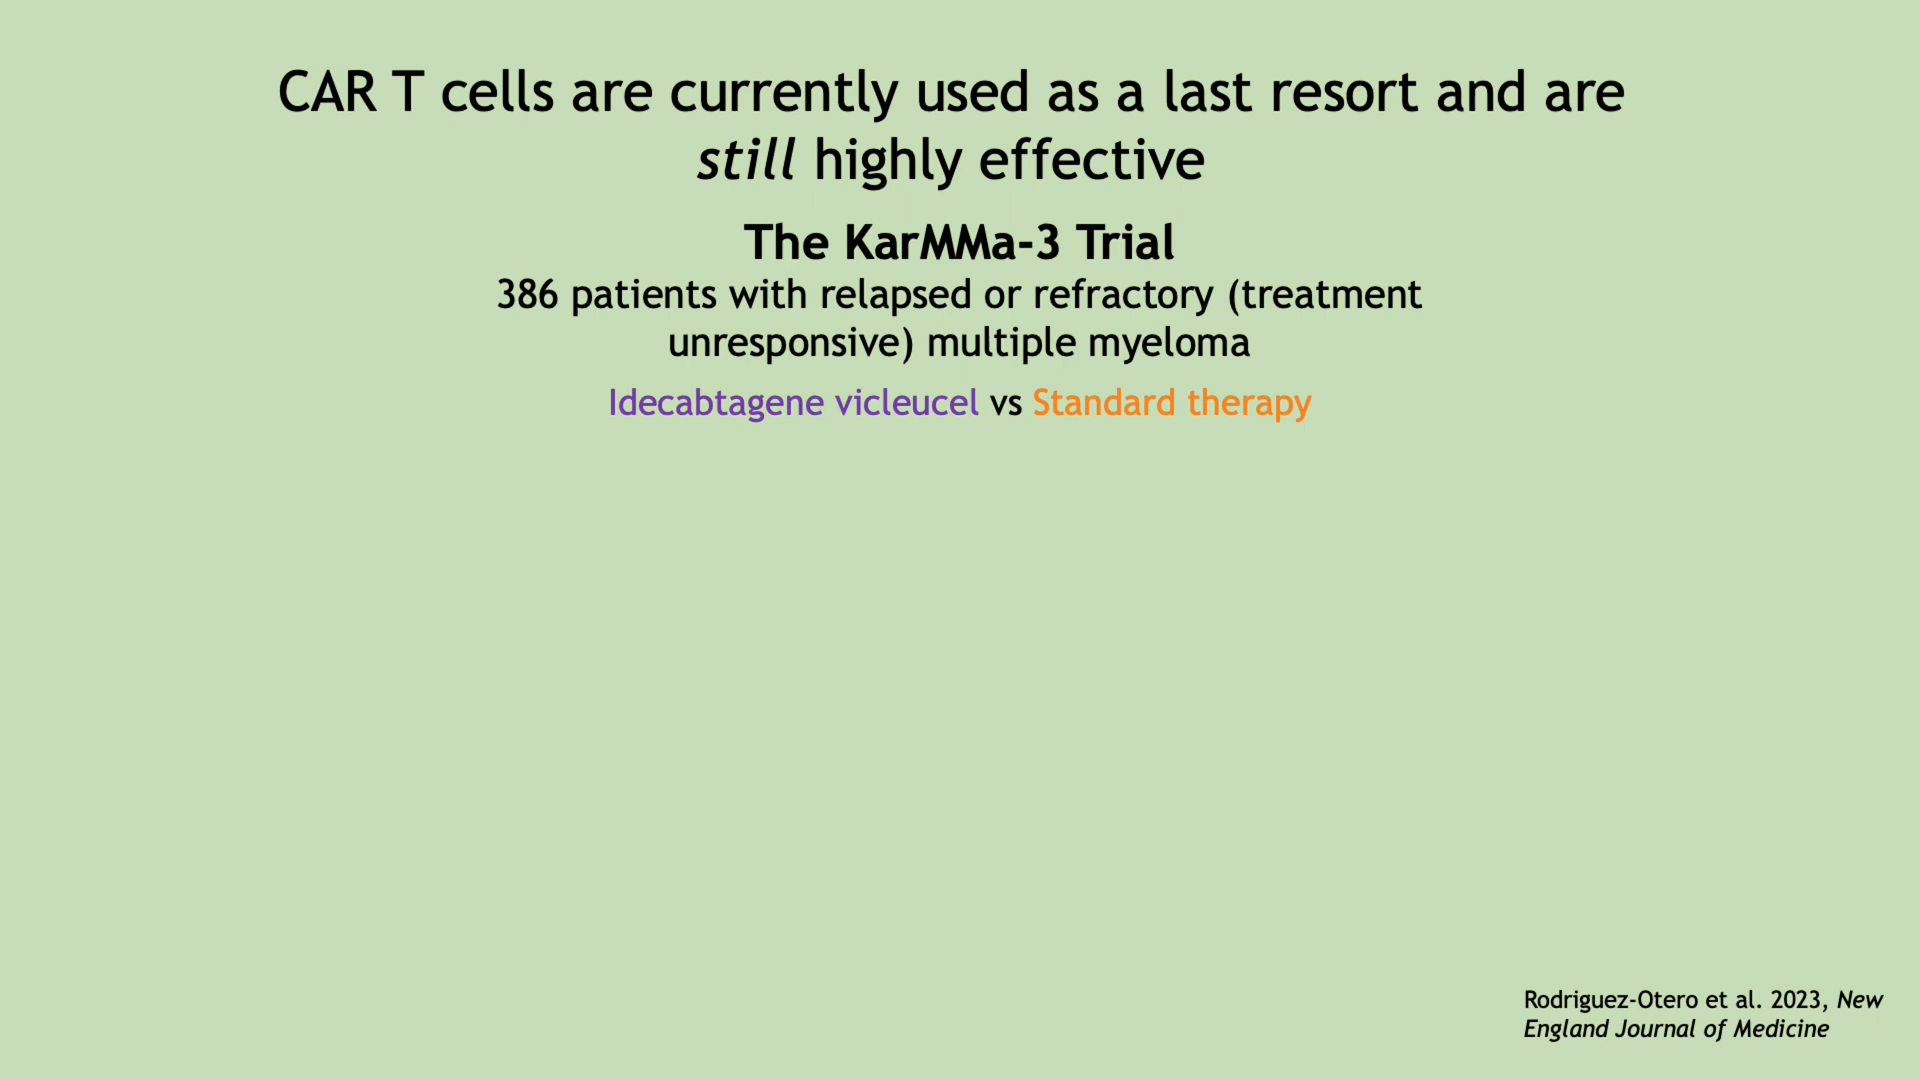 CAR T cells are currently used as a last resort and are
still highly effective
The KarMMa-3 Trial
386 patients with relapsed or refractory (treatment
unresponsive) multiple myeloma
Idecabtagene vicleucel vs Standard therapy
Rodriguez-Otero et al. 2023, New
England Journal of Medicine